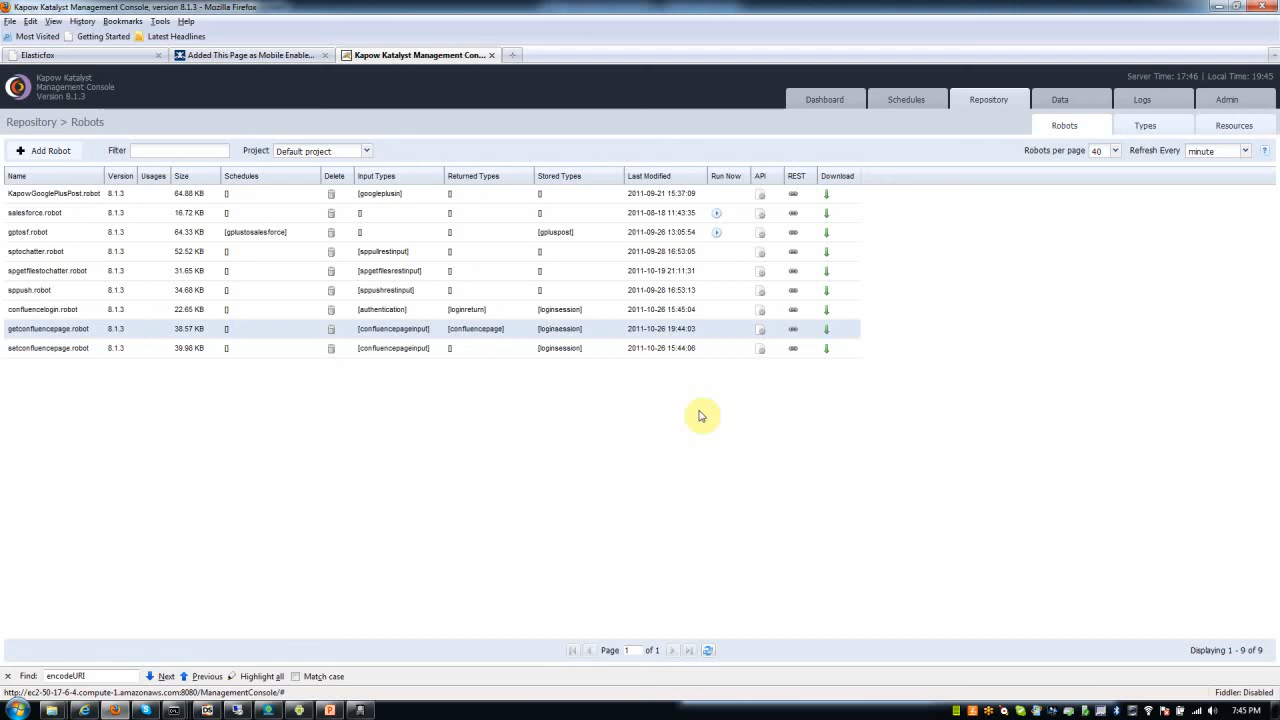 Kapow Katalyst Management Console, version 8.1.3 - Mozilla Firefox
File Edit View History Bookmarks Tools Help
Most Visited Getting Started Latest Headlines
Elasticfox Added This Page as Mobile Enable... Kapow Katalyst Management Con...
Kapow Katalyst
Management Console
Version 8.1.3
Server Time: 17:46 | Local Time: 19:45
Dashboard Schedules Repository Data Logs Admin
Repository > Robots
Robots Types Resources
Add Robot Filter Project Default project Robots per page 40 Refresh Every minute
Name Version Usages Size Schedules Delete Input Types Returned Types Stored Types Last Modified Run Now API REST Download
KapowGooglePlusPost.robot 8.1.3 64.88 KB [] [googleplusin] [] [] 2011-09-21 15:37:09
salesforce.robot 8.1.3 16.72 KB [] [] [] [] 2011-08-18 11:43:35
gptosf.robot 8.1.3 64.33 KB [gplustosalesforce] [] [] [gpluspost] 2011-09-26 13:05:54
sptochatter.robot 8.1.3 52.52 KB [] [sppullrestinput] [] [] 2011-09-28 16:53:05
spgetfilestochatter.robot 8.1.3 31.65 KB [] [spgetfilesrestinput] [] [] 2011-10-19 21:11:31
sppush.robot 8.1.3 34.68 KB [] [sppushrestinput] [] [] 2011-09-28 16:53:13
confluencelogin.robot 8.1.3 22.65 KB [] [authentication] [loginreturn] [loginsession] 2011-10-26 15:45:04
getconfluencepage.robot 8.1.3 38.57 KB [] [confluencepageinput] [confluencepage] [loginsession] 2011-10-26 19:44:03
setconfluencepage.robot 8.1.3 39.98 KB [] [confluencepageinput] [] [loginsession] 2011-10-26 15:44:06
Page 1 of 1 Displaying 1 - 9 of 9
Find: encodeURI Next Previous Highlight all Match case
http://ec2-50-17-6-4.compute-1.amazonaws.com:8080/ManagementConsole/# Fiddler: Disabled
7:45 PM